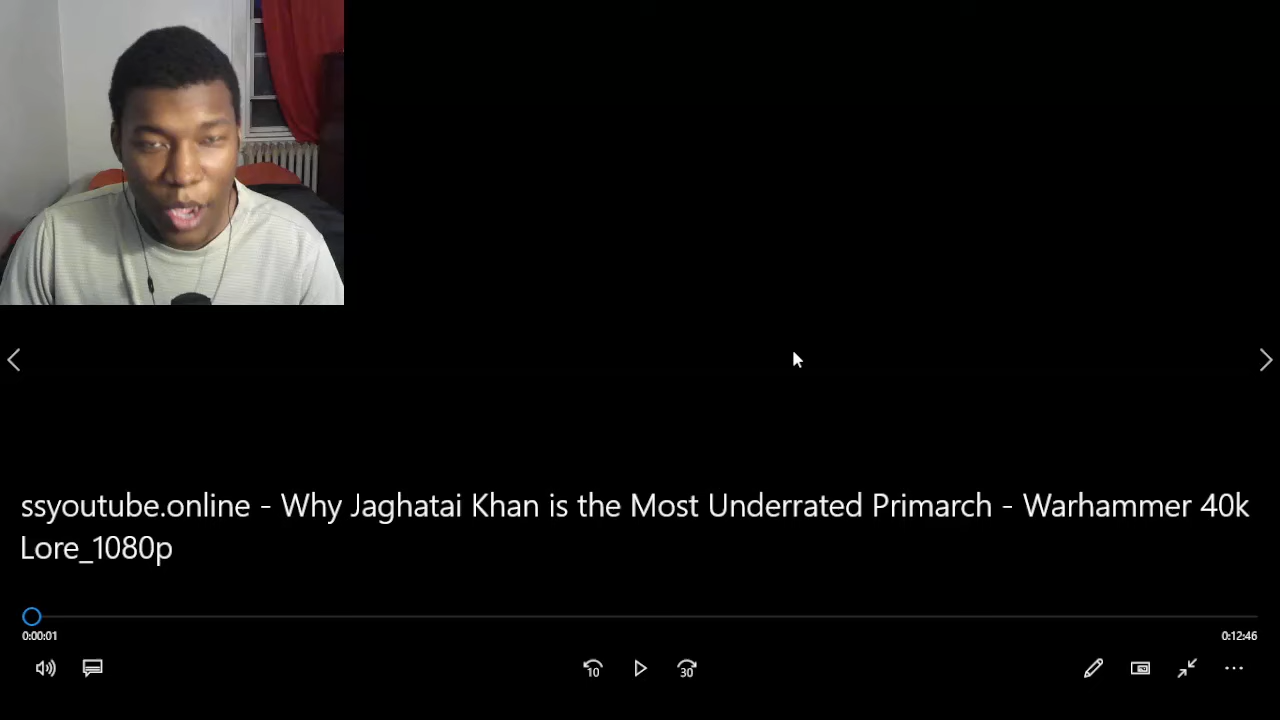 ssyoutube.online - Why Jaghatai Khan is the Most Underrated Primarch - Warhammer 40k
Lore_1080p
0:00:01
0:12:46
10
30